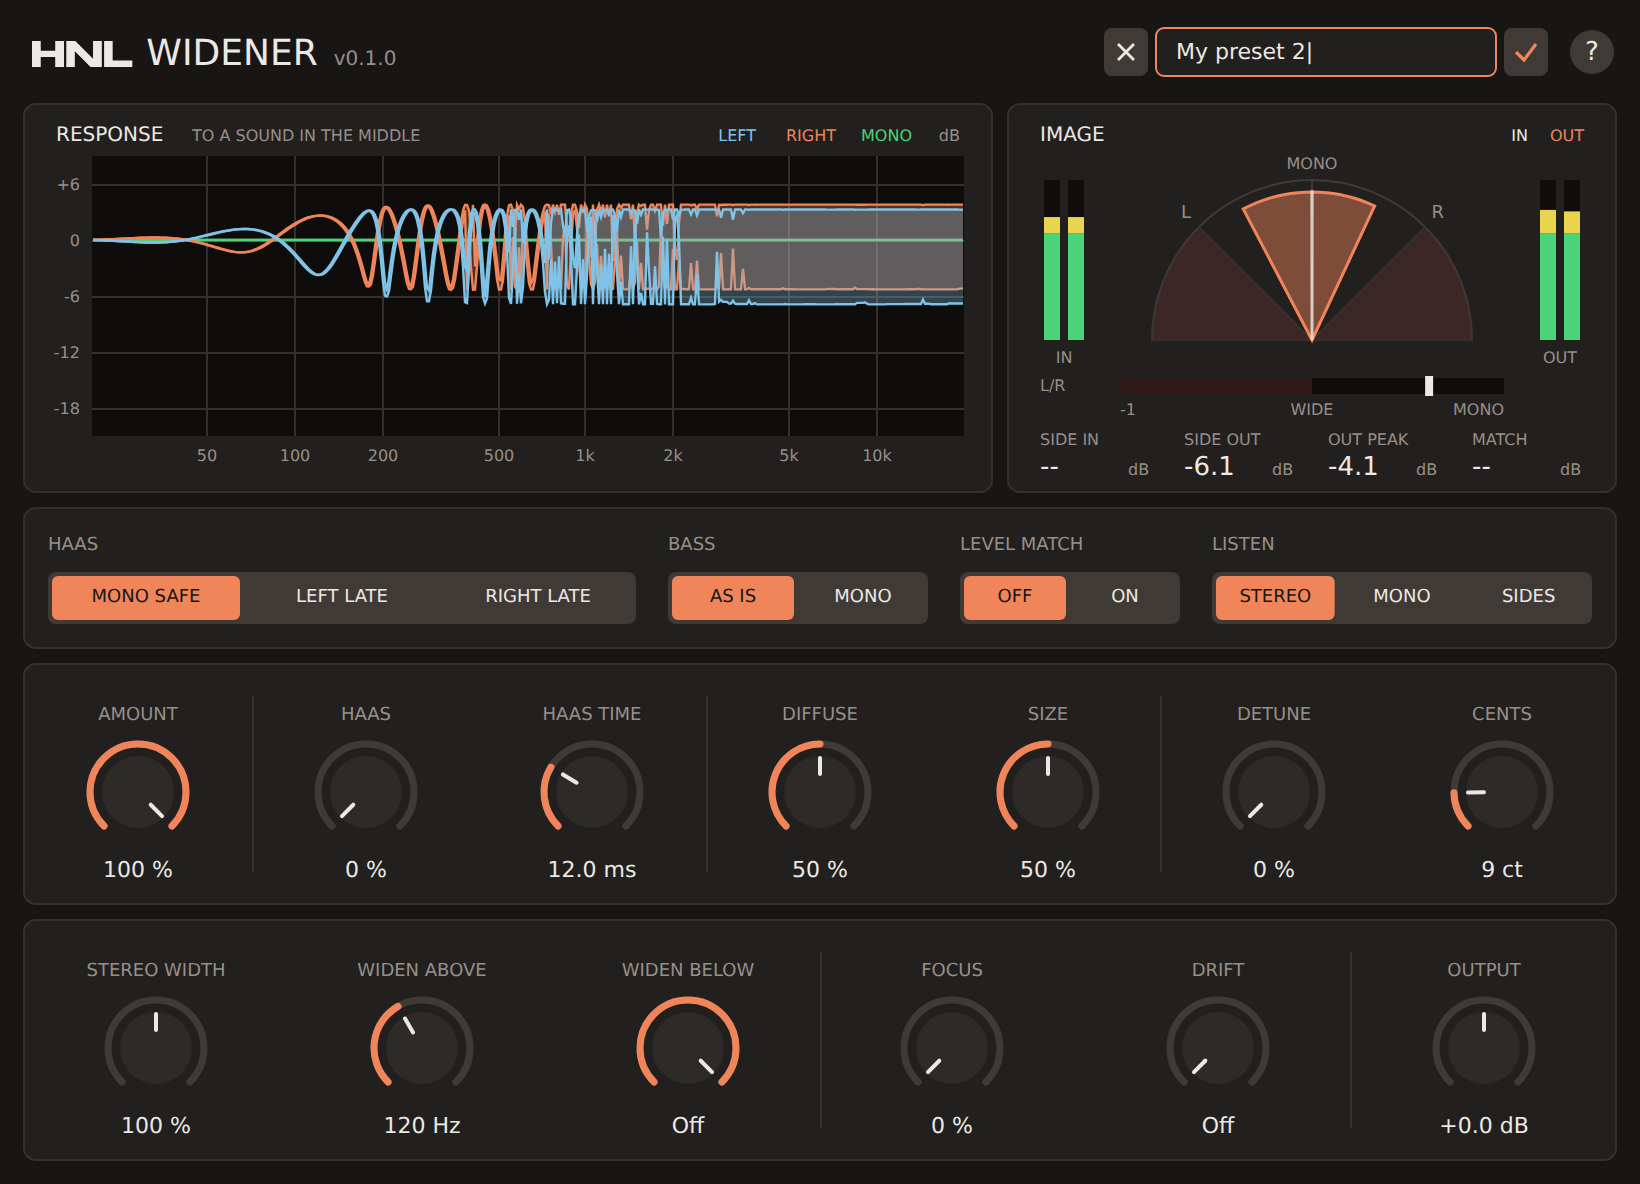 HNL WIDENER v0.1.0
My preset 2
?
RESPONSE TO A SOUND IN THE MIDDLE LEFT RIGHT MONO dB
+6
0
-6
-12
-18
50 100 200 500 1k 2k 5k 10k
IMAGE IN OUT
MONO
L R
IN OUT
L/R
-1 WIDE MONO
SIDE IN SIDE OUT OUT PEAK MATCH
-- dB -6.1 dB -4.1 dB -- dB
HAAS BASS LEVEL MATCH LISTEN
MONO SAFE LEFT LATE RIGHT LATE AS IS MONO OFF ON STEREO MONO SIDES
AMOUNT HAAS HAAS TIME DIFFUSE SIZE DETUNE CENTS
100 % 0 % 12.0 ms 50 % 50 % 0 % 9 ct
STEREO WIDTH WIDEN ABOVE WIDEN BELOW FOCUS DRIFT OUTPUT
100 % 120 Hz Off 0 % Off +0.0 dB